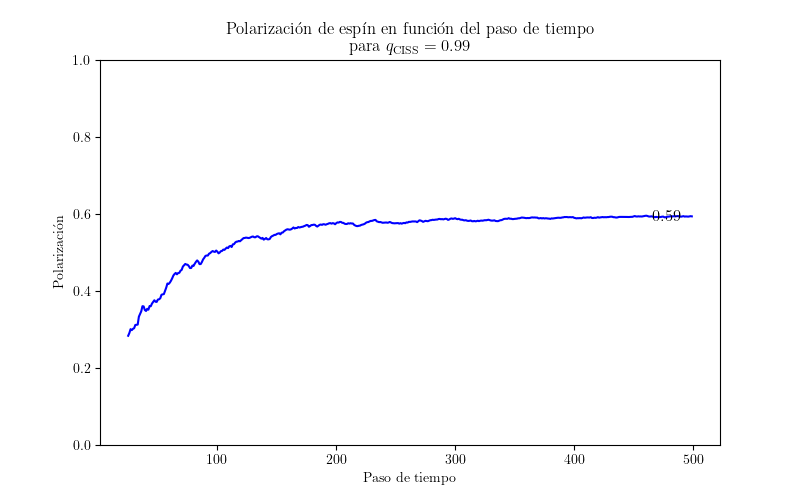 Polarización de espín en función del paso de tiempo
para q_CISS = 0.99
1.0
0.8
0.6
0.4
0.2
0.0
Polarización
0.59
100 200 300 400 500
Paso de tiempo